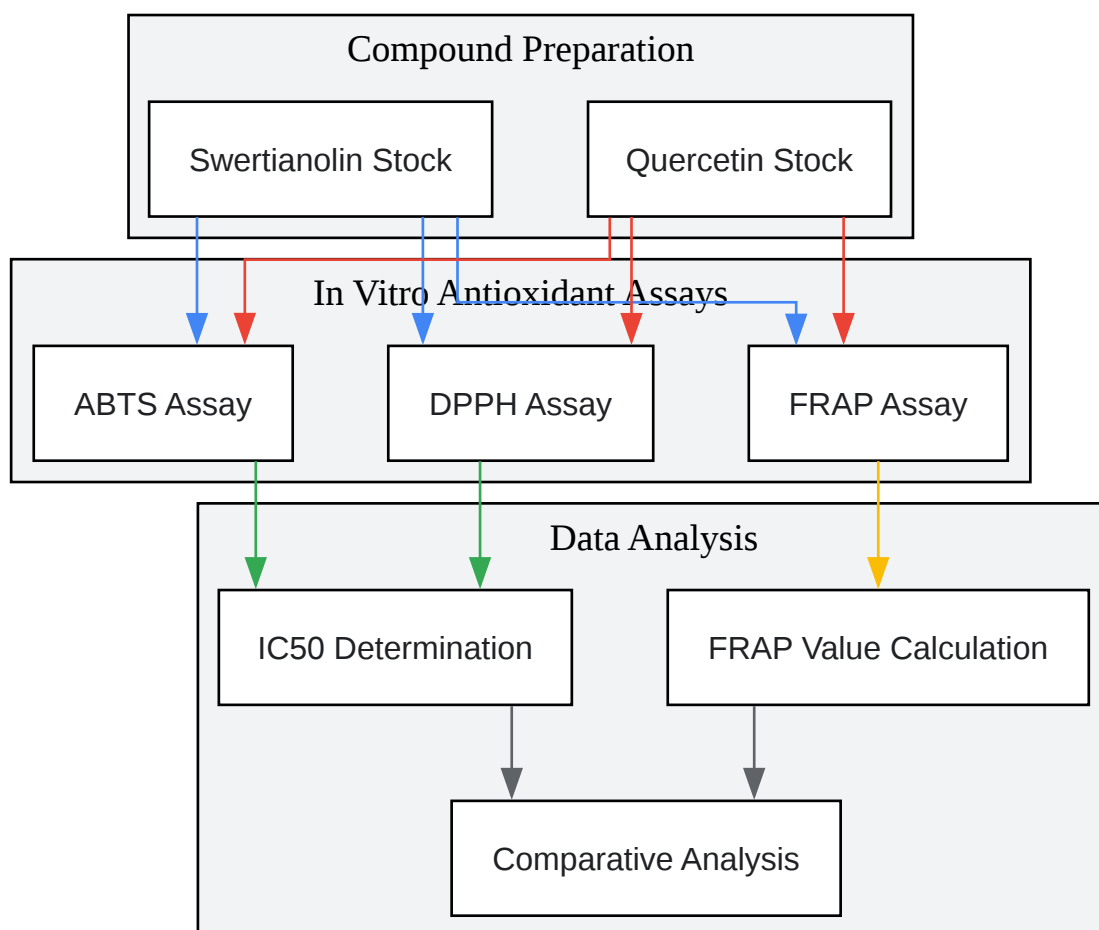 Compound Preparation
Swertianolin Stock
Quercetin Stock
In Vitro Antioxidant Assays
ABTS Assay
DPPH Assay
FRAP Assay
Data Analysis
IC50 Determination
FRAP Value Calculation
Comparative Analysis